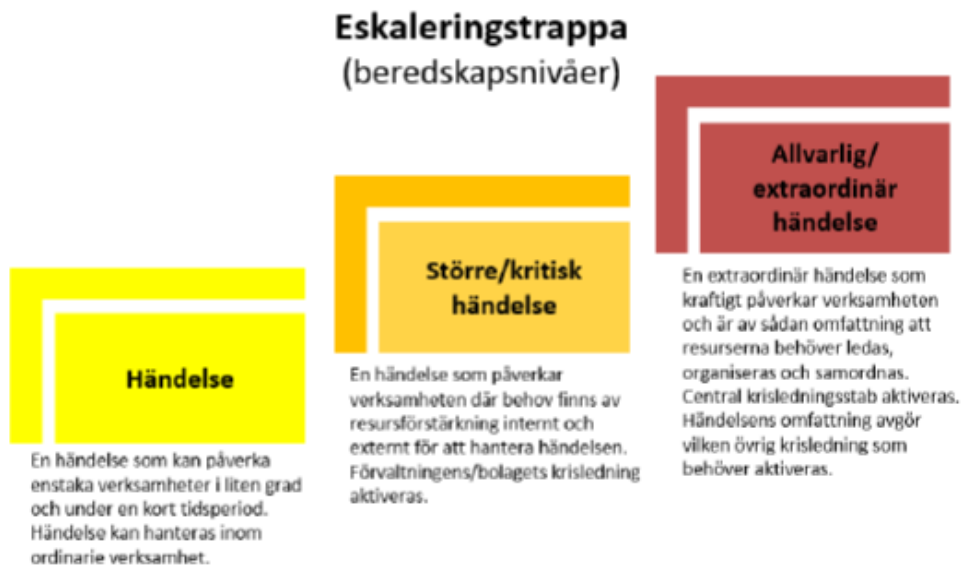 Eskaleringstrappa
(beredskapsnivåer)
Händelse
En händelse som kan påverka
enstaka verksamheter i liten grad
och under en kort tidsperiod.
Händelse kan hanteras inom
ordinarie verksamhet.
Större/kritisk
händelse
En händelse som påverkar
verksamheten där behov finns av
resursförstärkning internt och
externt för att hantera händelsen.
Förvaltningens/bolagets krisledning
aktiveras.
Allvarlig/
extraordinär
händelse
En extraordinär händelse som
kraftigt påverkar verksamheten
och är av sådan omfattning att
resurserna behöver ledas,
organiseras och samordnas.
Central krisledningsstab aktiveras.
Händelsens omfattning avgör
vilken övrig krisledning som
behöver aktiveras.